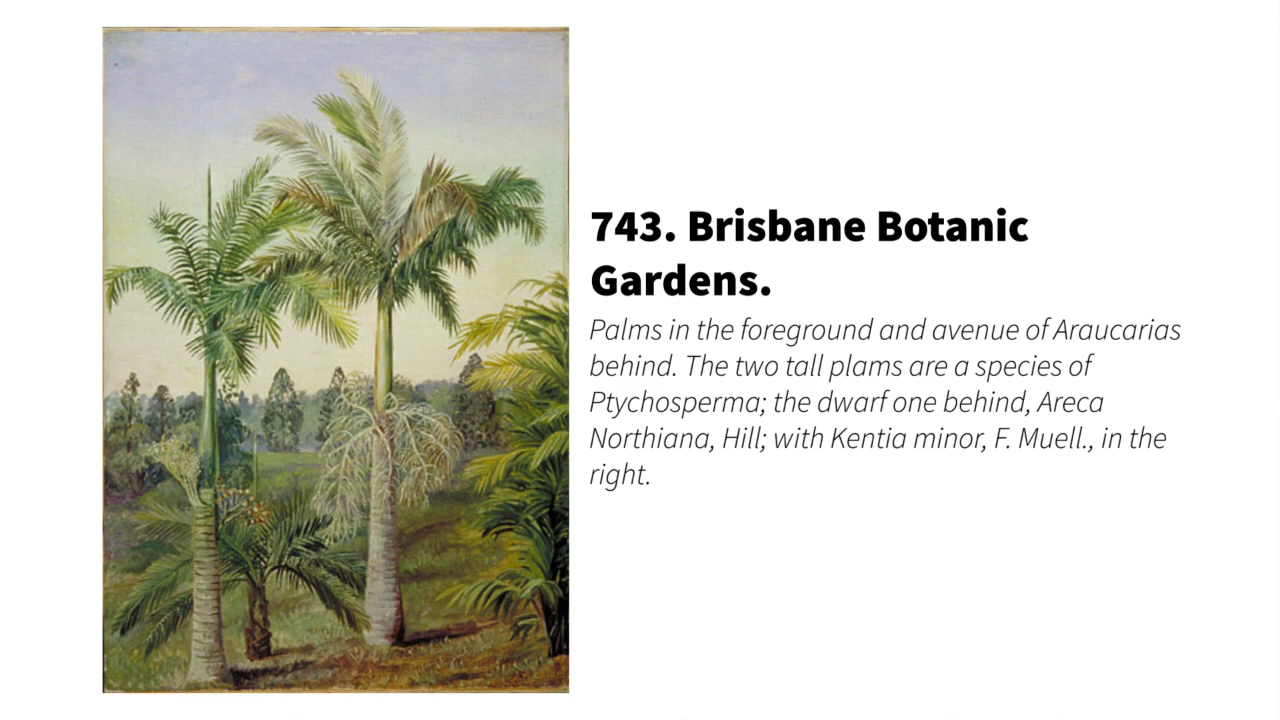 743. Brisbane Botanic
Gardens.
Palms in the foreground and avenue of Araucarias
behind. The two tall plams are a species of
Ptychosperma; the dwarf one behind, Areca
Northiana, Hill; with Kentia minor, F. Muell., in the
right.